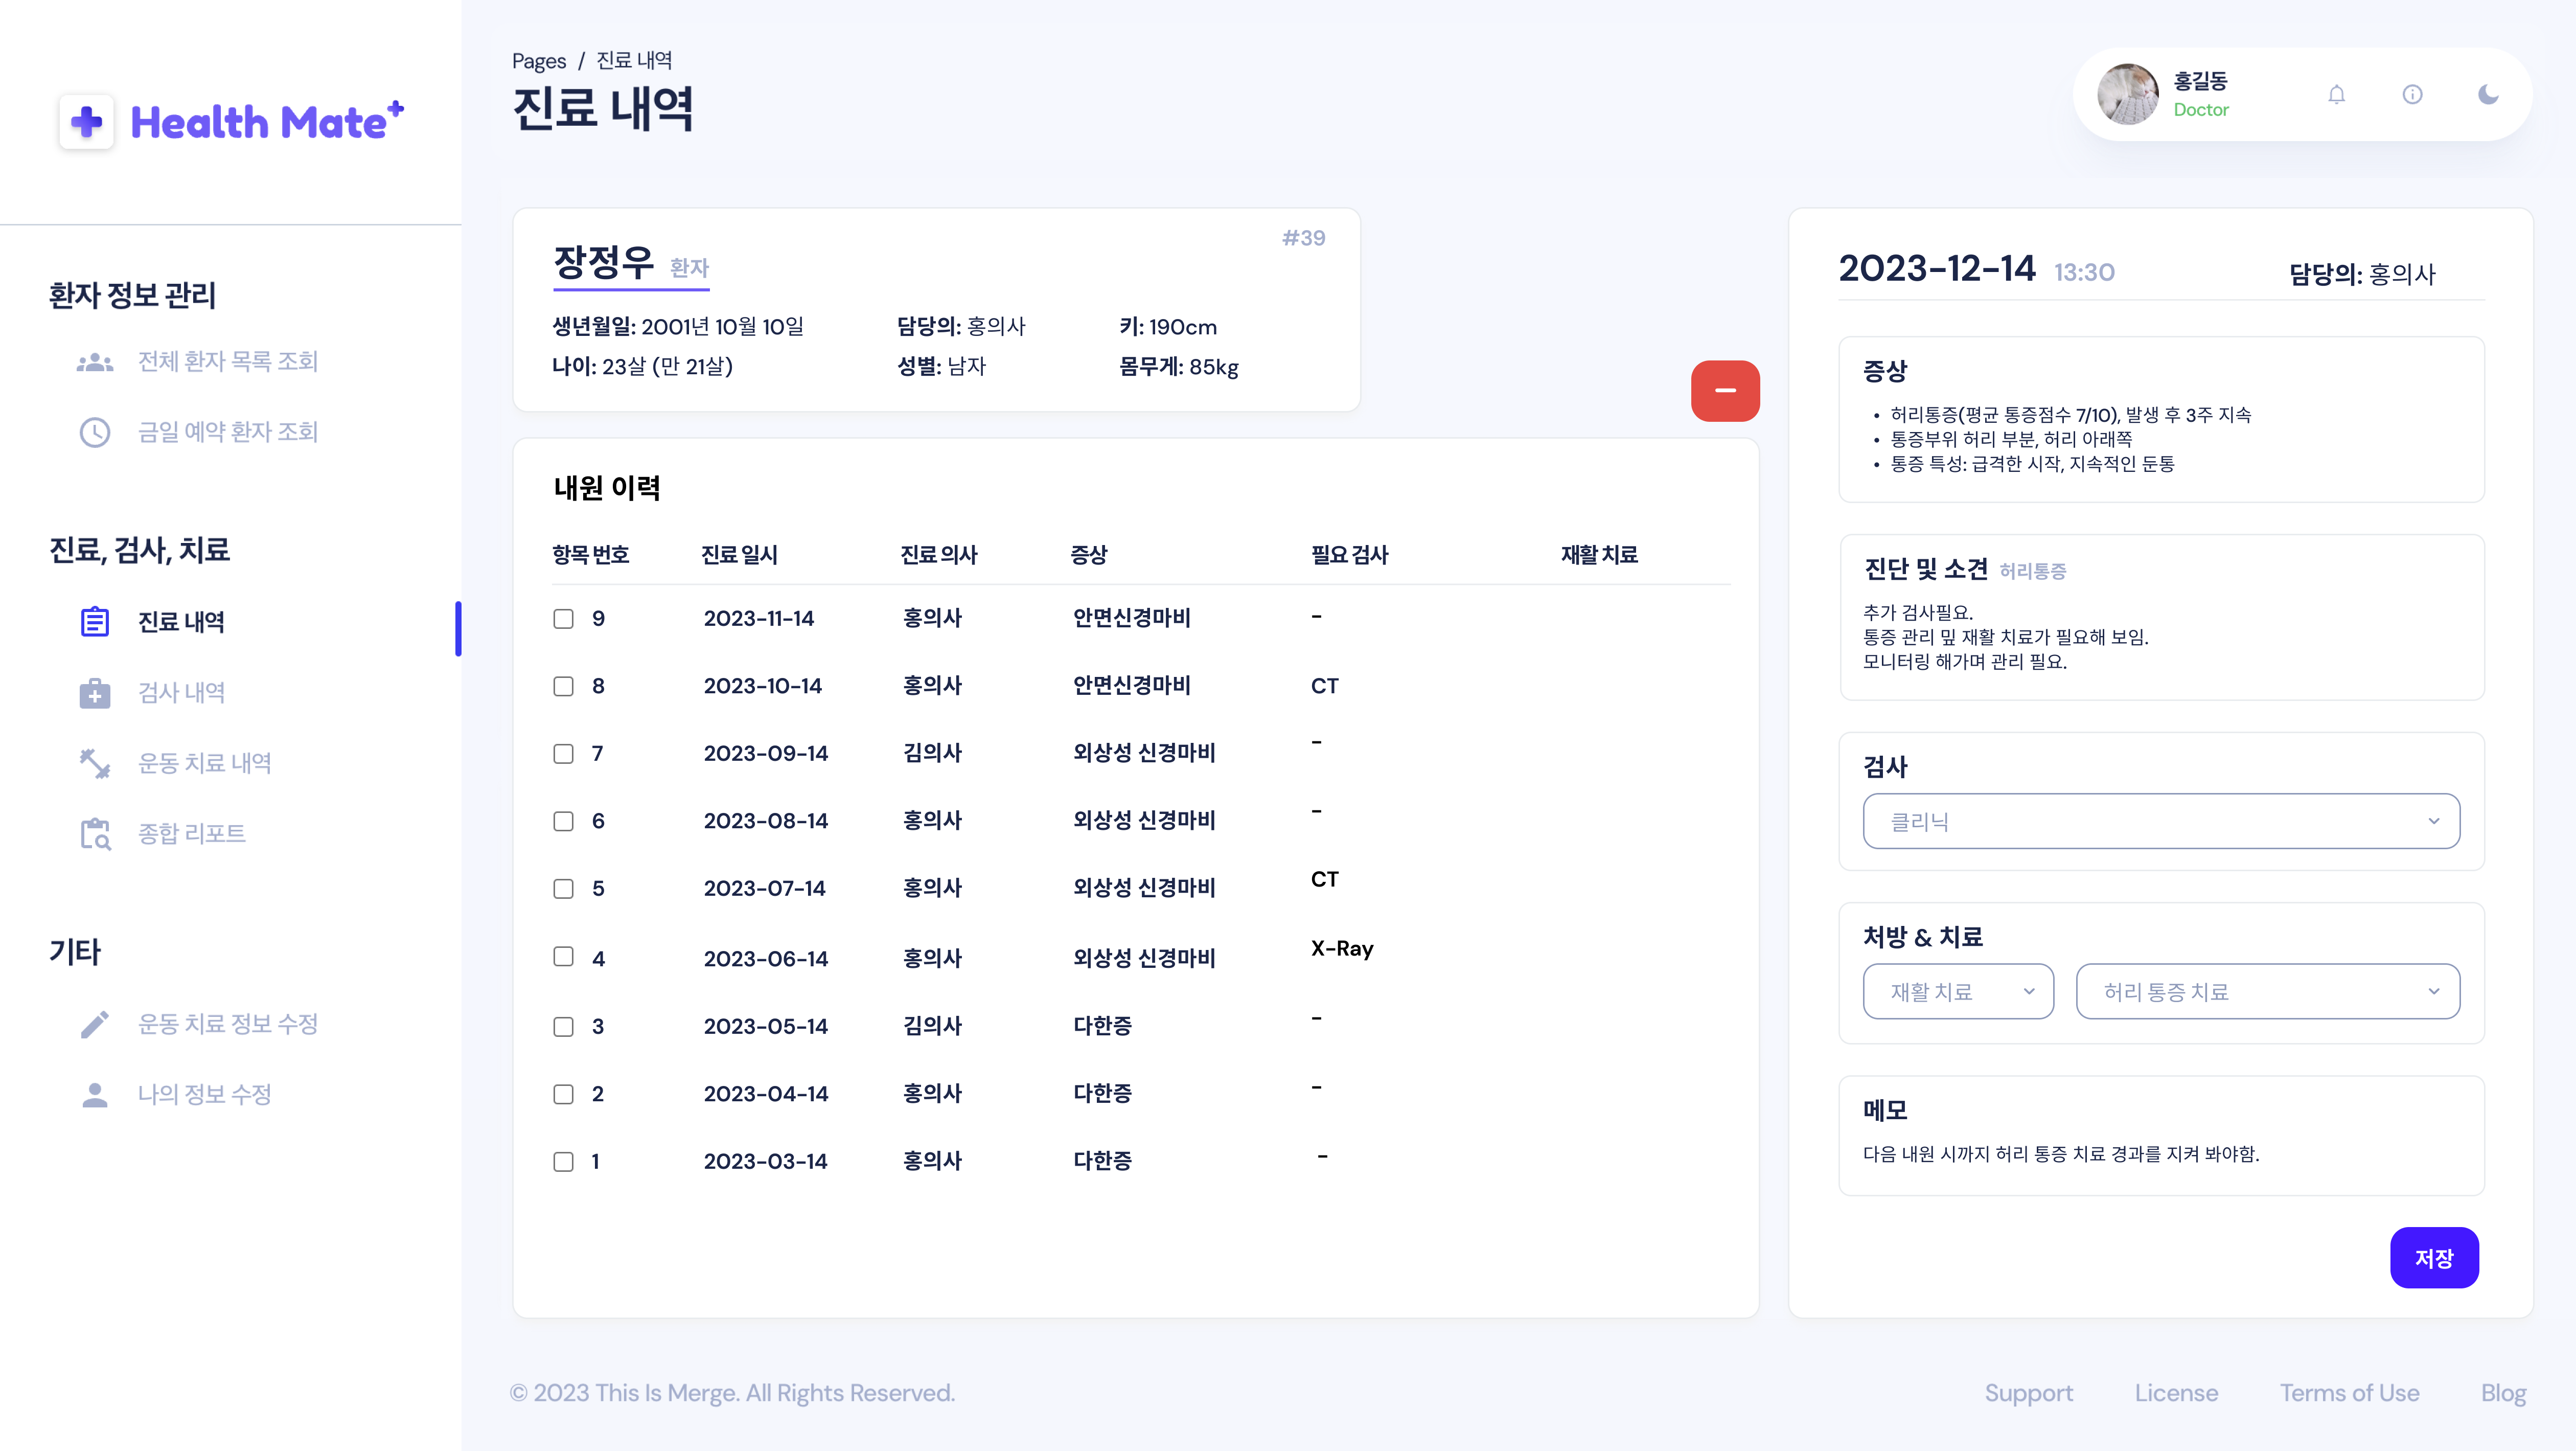 Health Mate+
환자 정보 관리
전체 환자 목록 조회
금일 예약 환자 조회
진료, 검사, 치료
진료 내역
검사 내역
운동 치료 내역
종합 리포트
기타
운동 치료 정보 수정
나의 정보 수정
Pages / 진료 내역
진료 내역
홍길동
Doctor
#39
장정우 환자
생년월일: 2001년 10월 10일 담당의: 홍의사 키: 190cm
나이: 23살 (만 21살) 성별: 남자 몸무게: 85kg
내원 이력
항목 번호 진료 일시 진료 의사 증상 필요 검사 재활 치료
9 2023-11-14 홍의사 안면신경마비 -
8 2023-10-14 홍의사 안면신경마비 CT
7 2023-09-14 김의사 외상성 신경마비 -
6 2023-08-14 홍의사 외상성 신경마비 -
5 2023-07-14 홍의사 외상성 신경마비 CT
4 2023-06-14 홍의사 외상성 신경마비 X-Ray
3 2023-05-14 김의사 다한증 -
2 2023-04-14 홍의사 다한증 -
1 2023-03-14 홍의사 다한증 -
2023-12-14 13:30 담당의: 홍의사
증상
• 허리통증(평균 통증점수 7/10), 발생 후 3주 지속
• 통증부위 허리 부분, 허리 아래쪽
• 통증 특성: 급격한 시작, 지속적인 둔통
진단 및 소견 허리통증
추가 검사필요.
통증 관리 밒 재활 치료가 필요해 보임.
모니터링 해가며 관리 필요.
검사
클리닉
처방 & 치료
재활 치료 허리 통증 치료
메모
다음 내원 시까지 허리 통증 치료 경과를 지켜 봐야함.
저장
© 2023 This Is Merge. All Rights Reserved.
Support License Terms of Use Blog